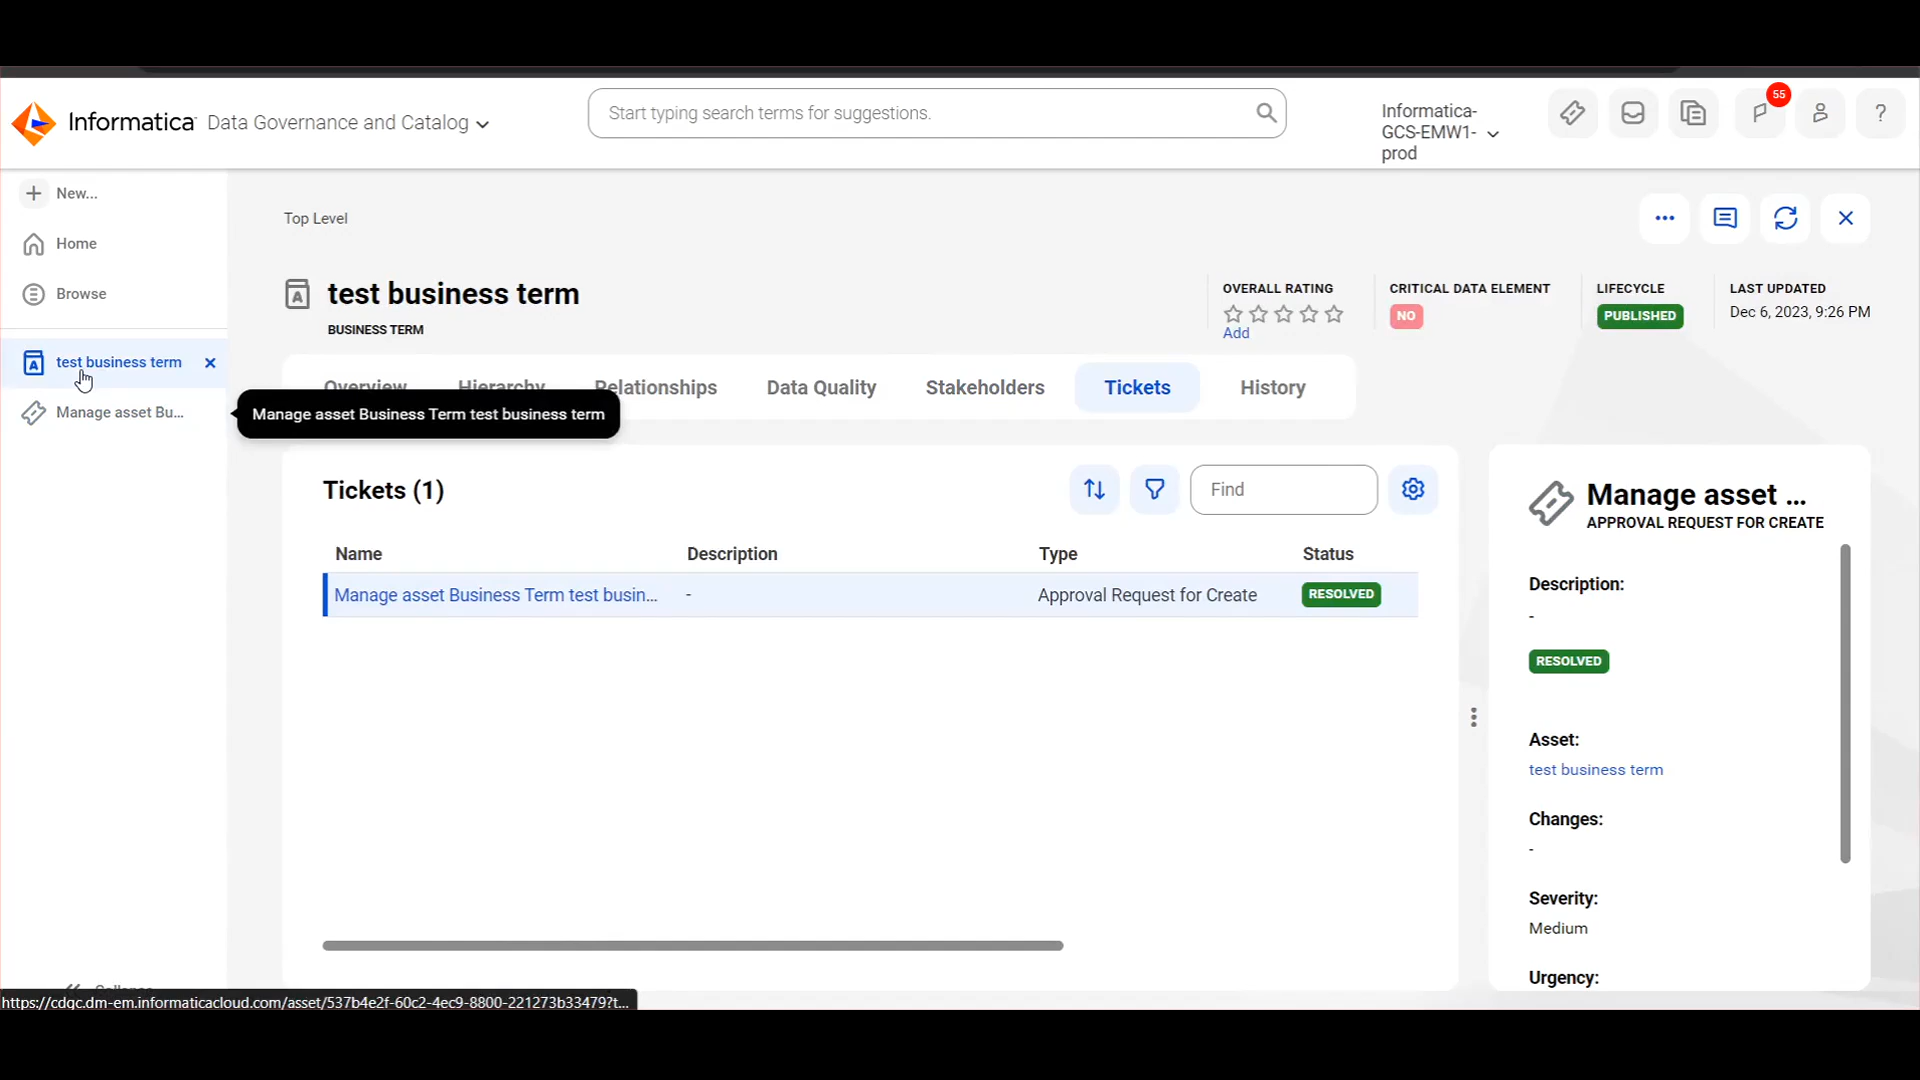 Informatica Data Governance and Catalog
Start typing search terms for suggestions.
Informatica-
GCS-EMW1-
prod
55
?
New...
Home
Browse
test business term
Manage asset Bu...
Manage asset Business Term test business term
Top Level
test business term
BUSINESS TERM
OVERALL RATING
Add
CRITICAL DATA ELEMENT
NO
LIFECYCLE
PUBLISHED
LAST UPDATED
Dec 6, 2023, 9:26 PM
Overview Hierarchy Relationships Data Quality Stakeholders Tickets History
Tickets (1)
Find
Name Description Type Status
Manage asset Business Term test busin... - Approval Request for Create RESOLVED
Manage asset ...
APPROVAL REQUEST FOR CREATE
Description:
-
RESOLVED
Asset:
test business term
Changes:
-
Severity:
Medium
Urgency:
Collapse
https://cdgc.dm-em.informaticacloud.com/asset/537b4e2f-60c2-4ec9-8800-221273b33479?t...